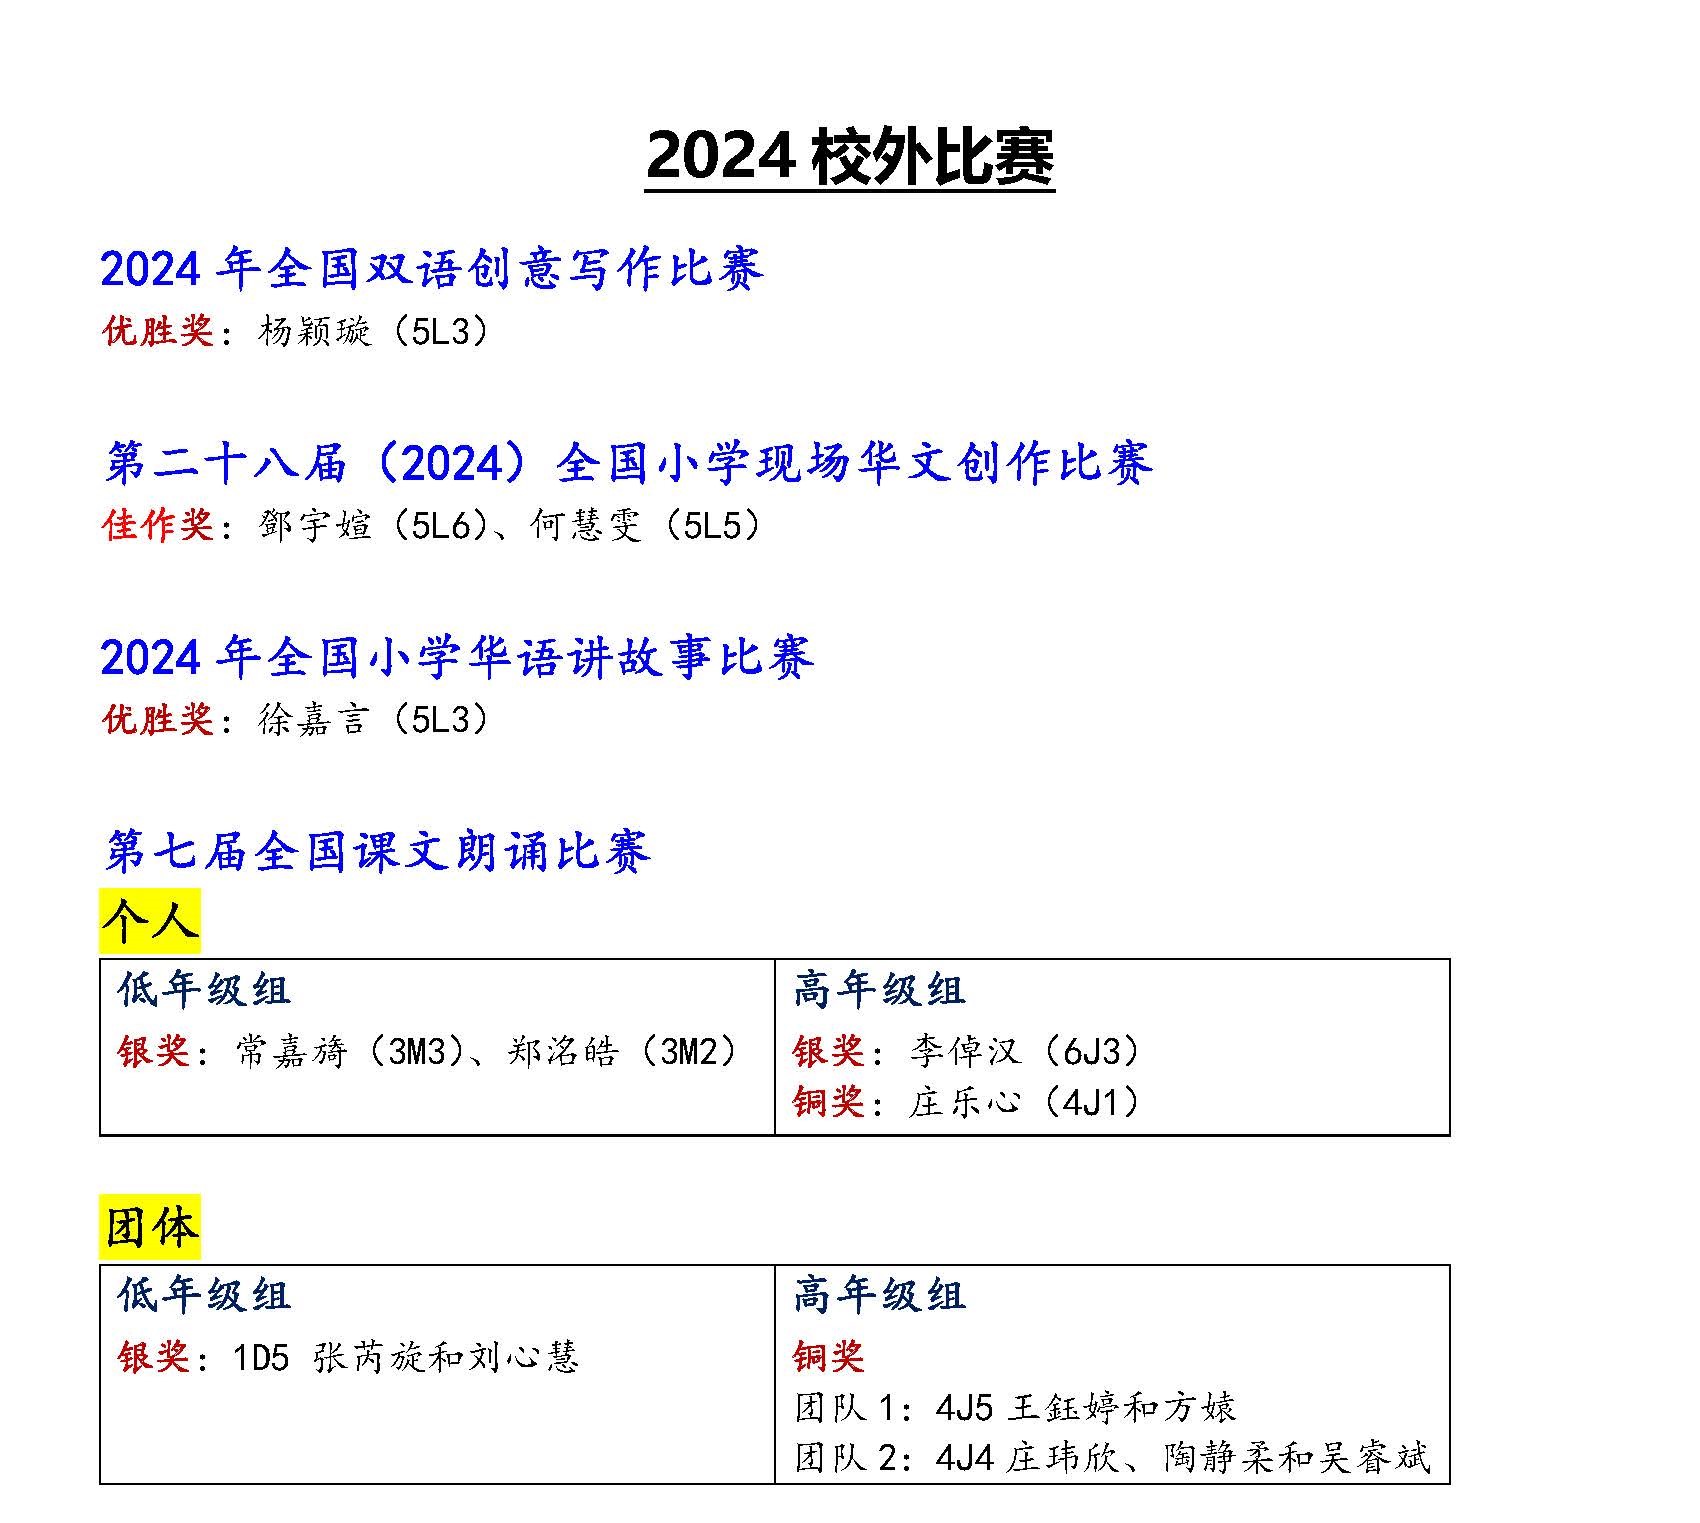 2024 校外比赛
2024 年全国双语创意写作比赛
优胜奖：杨颖璇（5L3）
第二十八届（2024）全国小学现场华文创作比赛
佳作奖：鄧宇媗（5L6）、何慧雯（5L5）
2024 年全国小学华语讲故事比赛
优胜奖：徐嘉言（5L3）
第七届全国课文朗诵比赛
个人
低年级组
银奖：常嘉旖（3M3）、郑洺皓（3M2）
高年级组
银奖：李倬汉（6J3）
铜奖：庄乐心（4J1）
团体
低年级组
银奖：1D5 张芮旋和刘心慧
高年级组
铜奖
团队 1：4J5 王鈺婷和方媴
团队 2：4J4 庄玮欣、陶静柔和吴睿斌